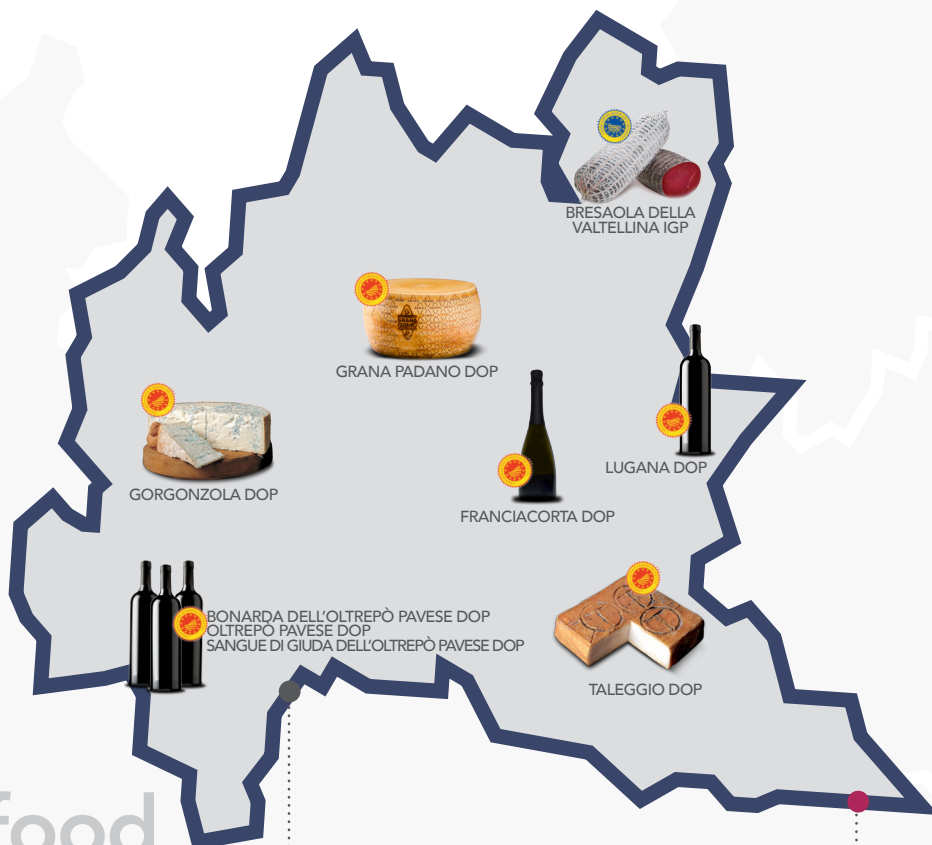 BRESAOLA DELLA
VALTELLINA IGP
GRANA PADANO DOP
LUGANA DOP
GORGONZOLA DOP
FRANCIACORTA DOP
BONARDA DELL'OLTREPÒ PAVESE DOP
OLTREPÒ PAVESE DOP
SANGUE DI GIUDA DELL'OLTREPÒ PAVESE DOP
TALEGGIO DOP
food